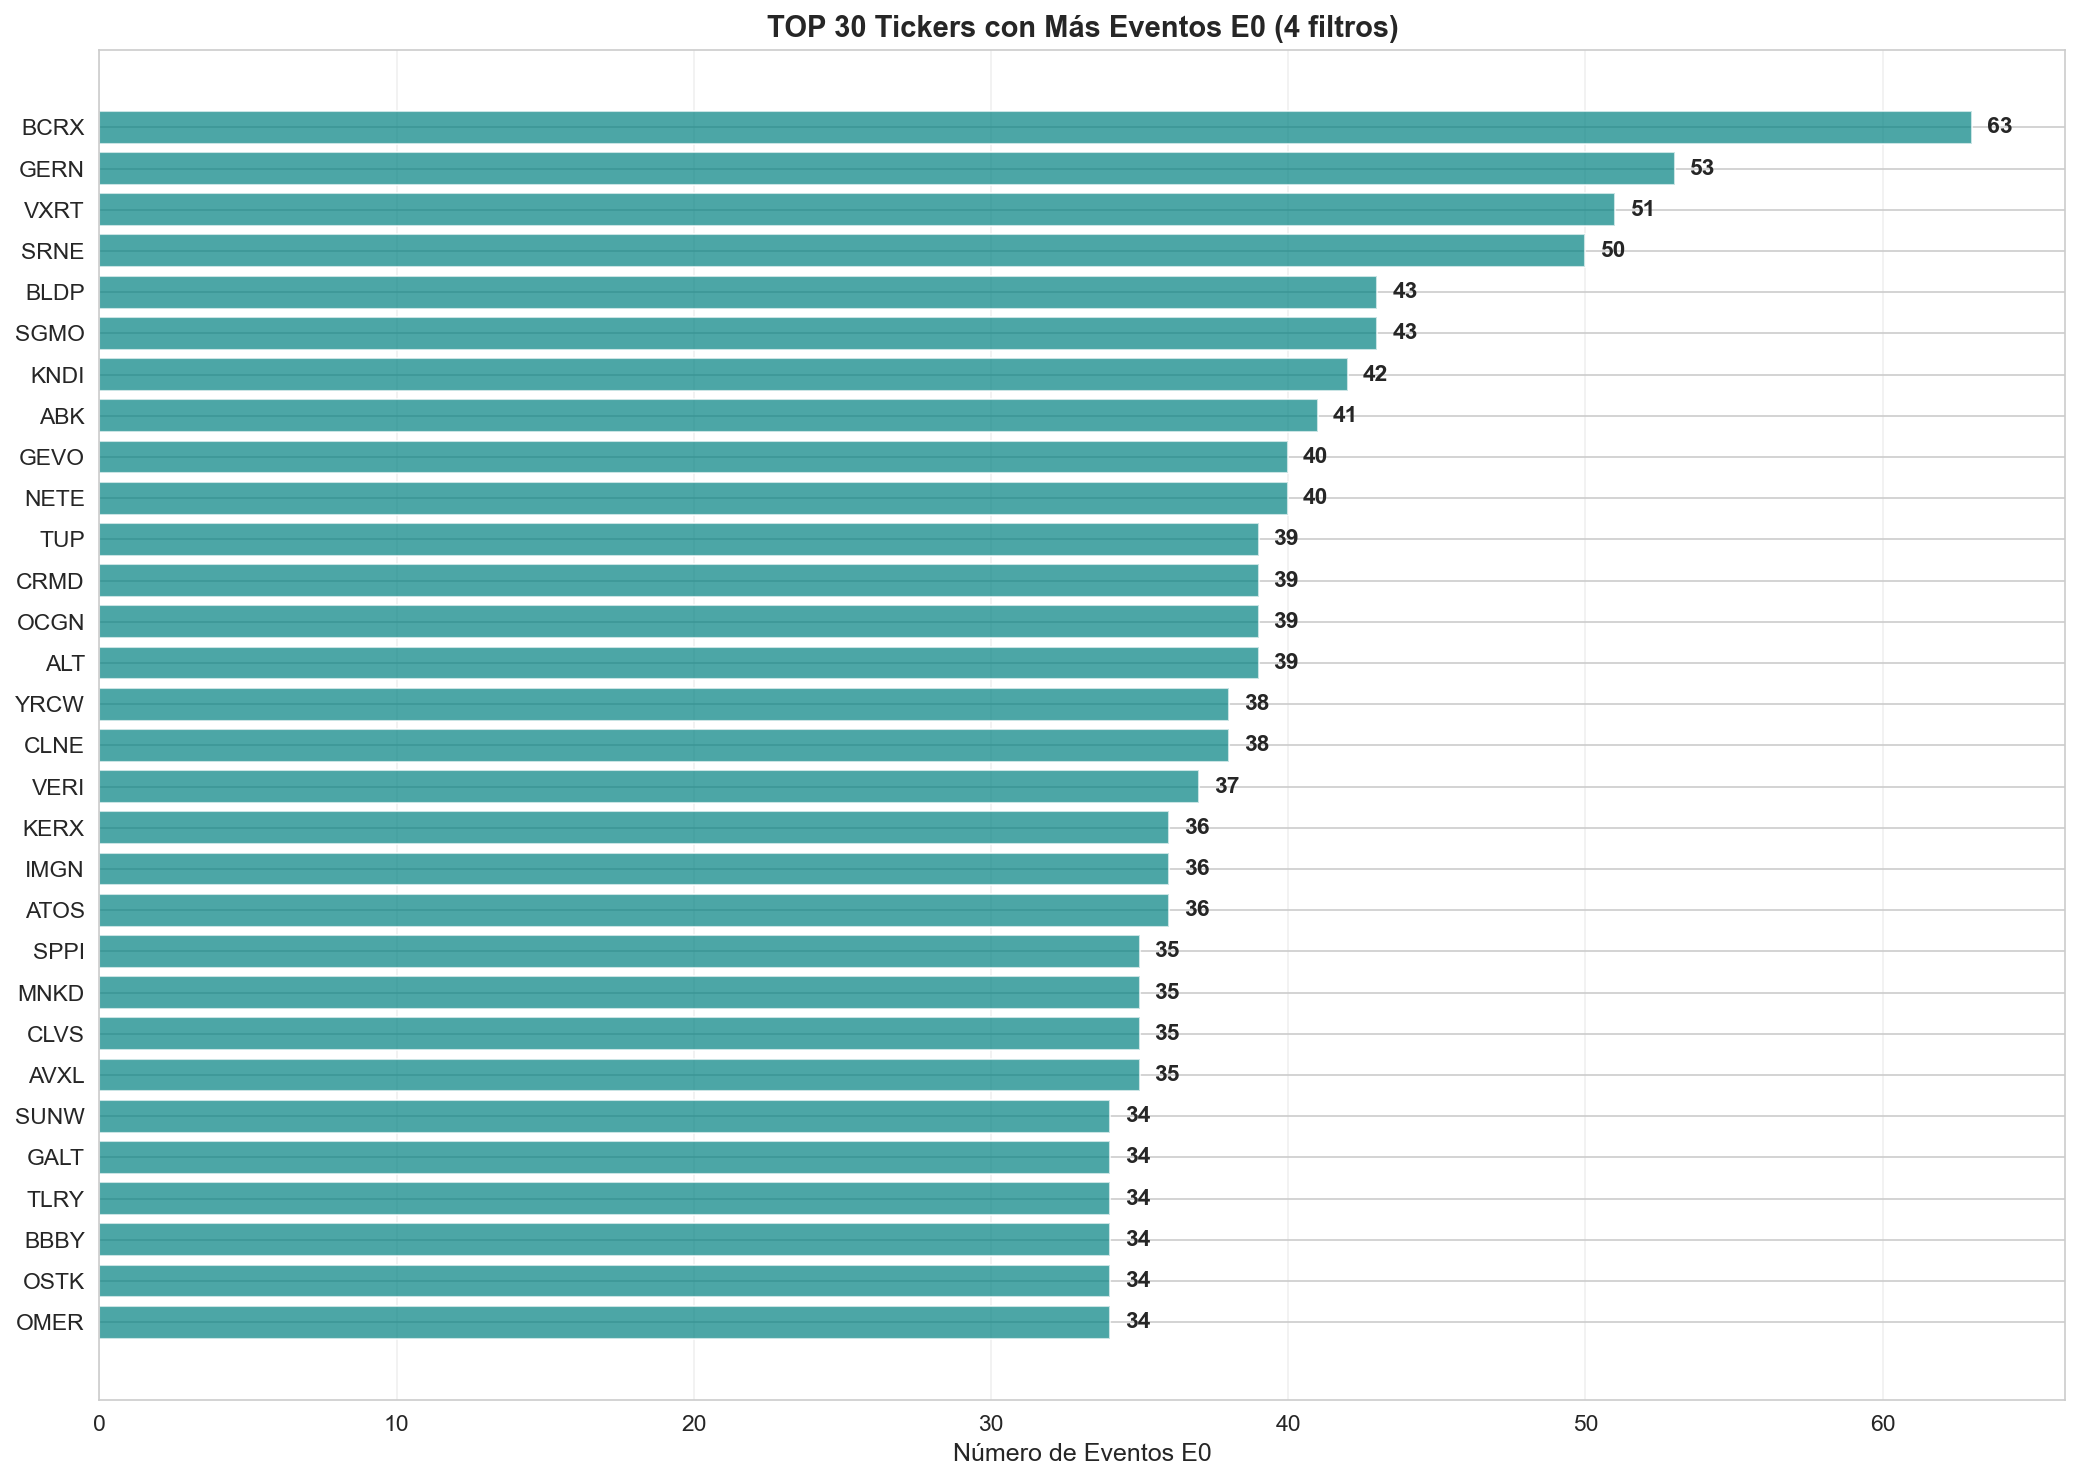 TOP 30 Tickers con Más Eventos E0 (4 filtros)
BCRX 63
GERN 53
VXRT 51
SRNE 50
BLDP 43
SGMO 43
KNDI 42
ABK 41
GEVO 40
NETE 40
TUP 39
CRMD 39
OCGN 39
ALT 39
YRCW 38
CLNE 38
VERI 37
KERX 36
IMGN 36
ATOS 36
SPPI 35
MNKD 35
CLVS 35
AVXL 35
SUNW 34
GALT 34
TLRY 34
BBBY 34
OSTK 34
OMER 34
0 10 20 30 40 50 60
Número de Eventos E0